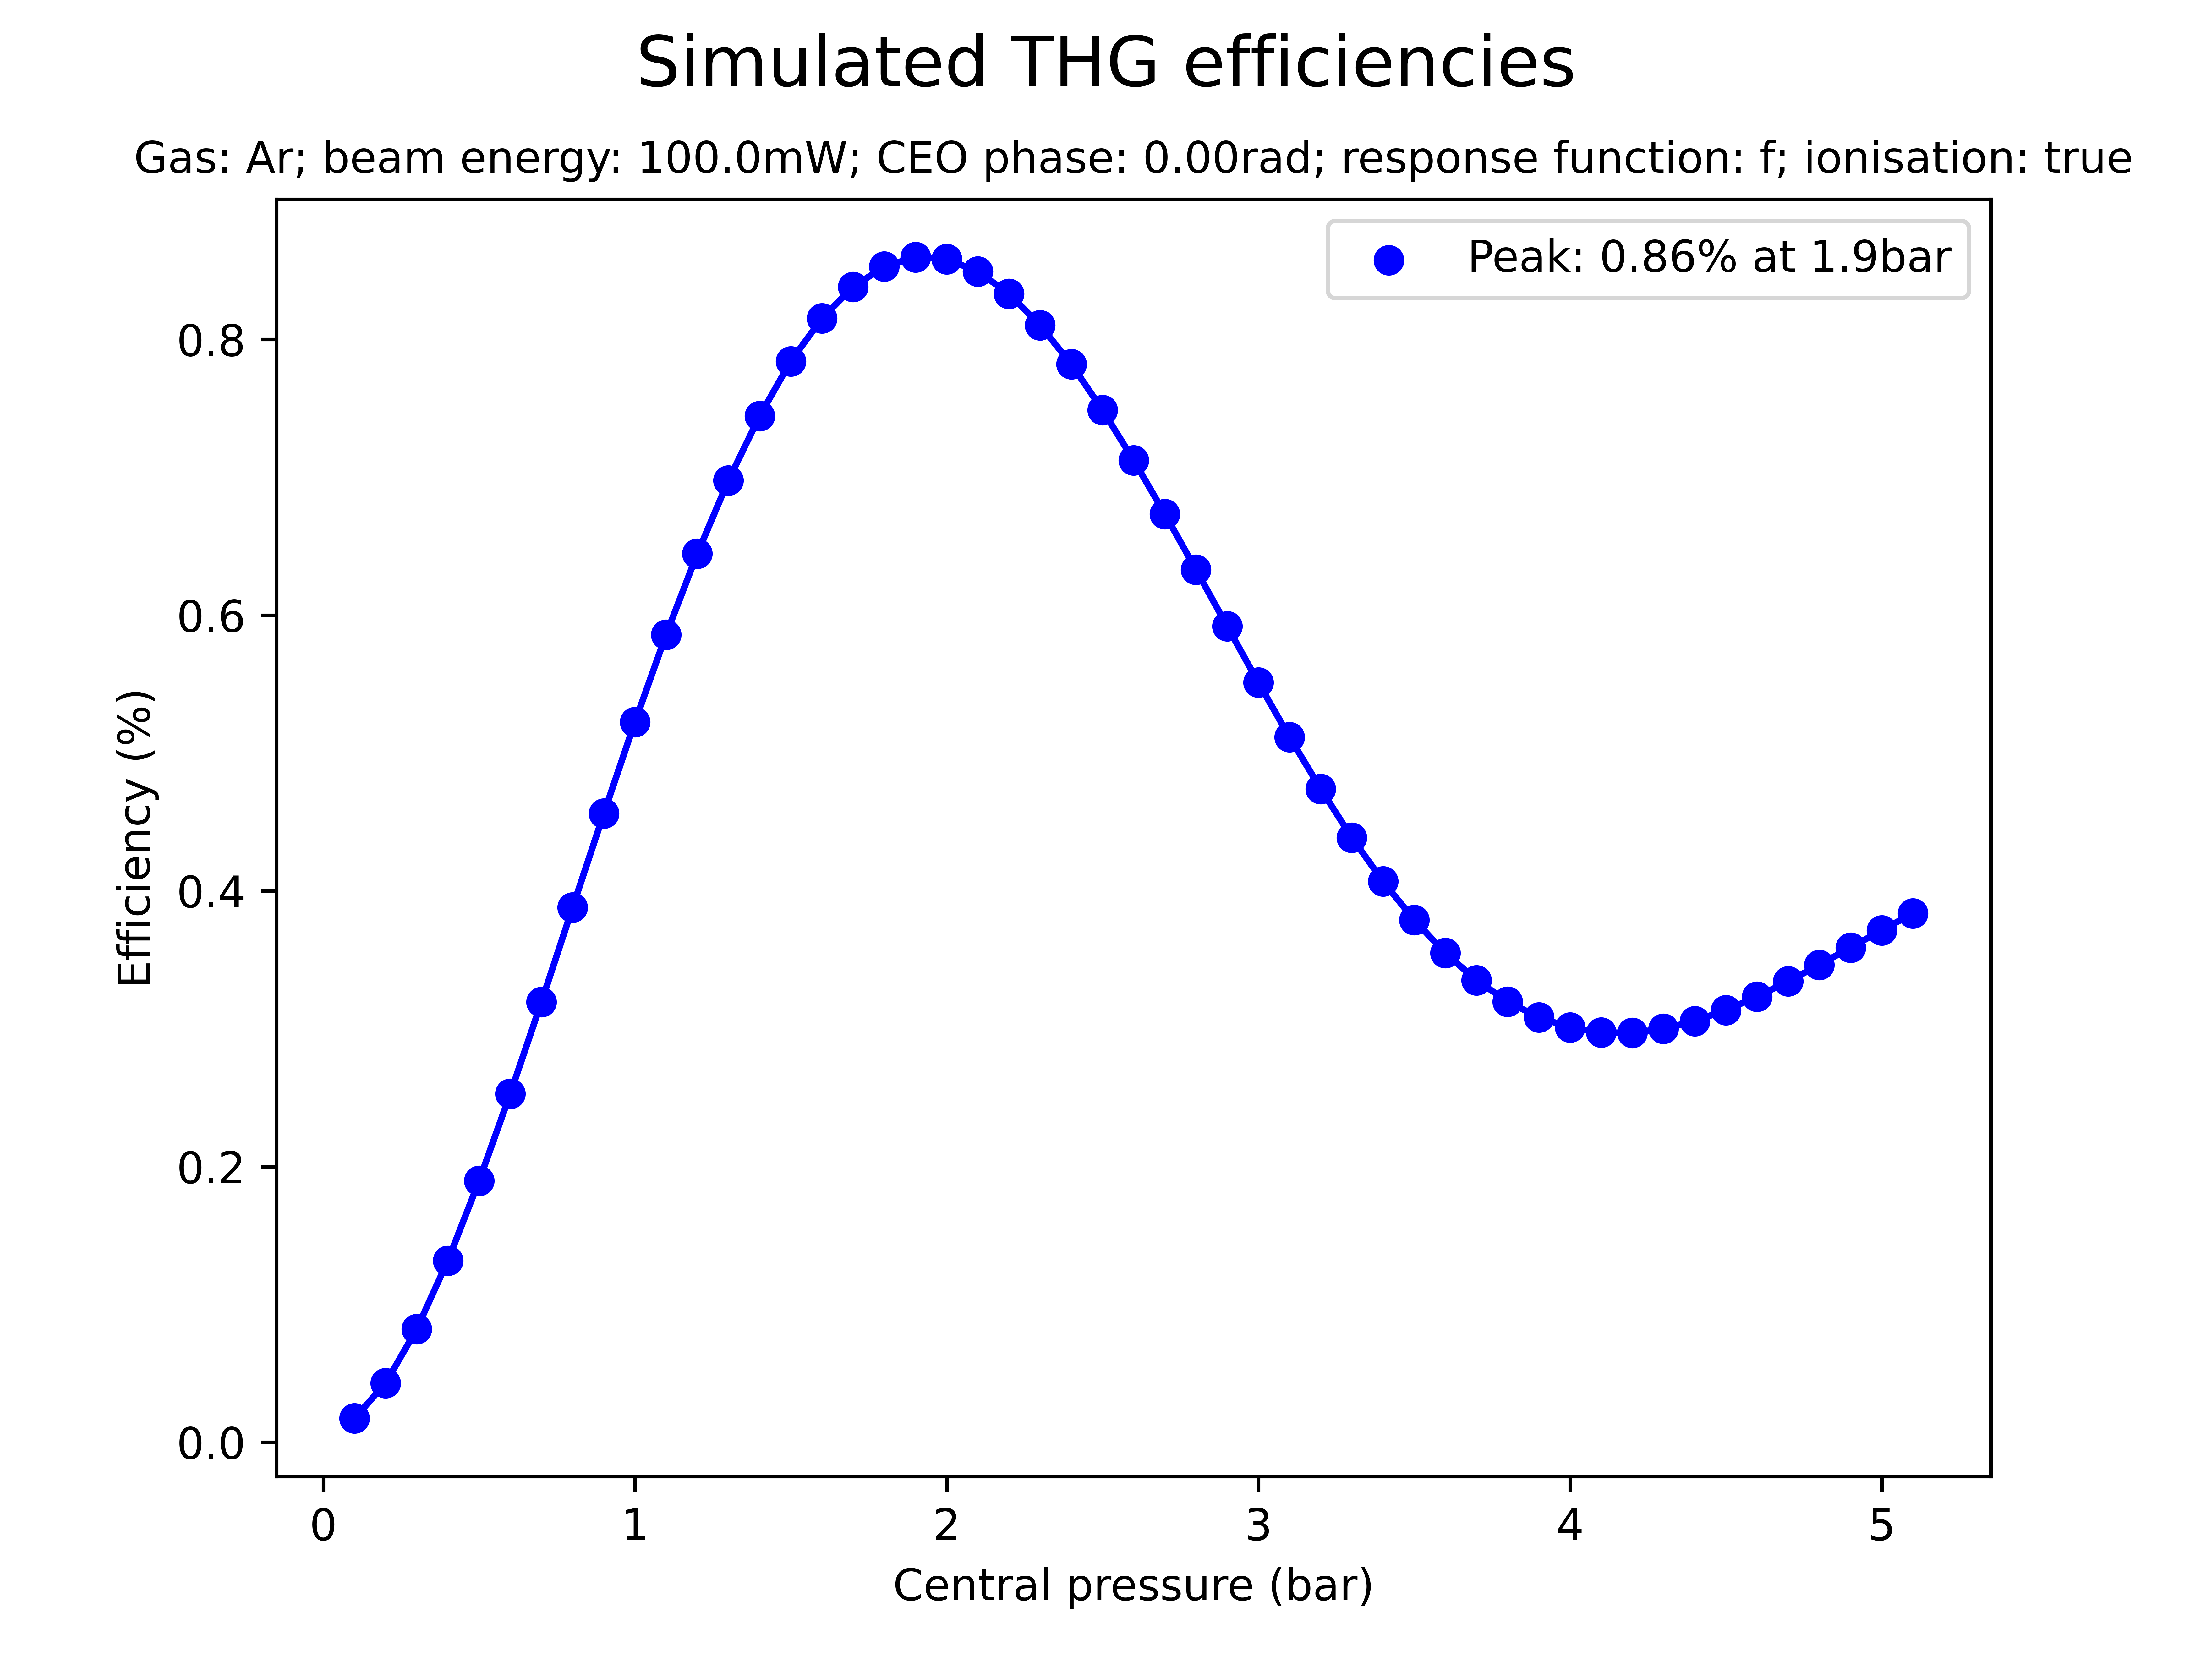 Simulated THG efficiencies
Gas: Ar; beam energy: 100.0mW; CEO phase: 0.00rad; response function: f; ionisation: true
Peak: 0.86% at 1.9bar
Efficiency (%)
0.8
0.6
0.4
0.2
0.0
0 1 2 3 4 5
Central pressure (bar)